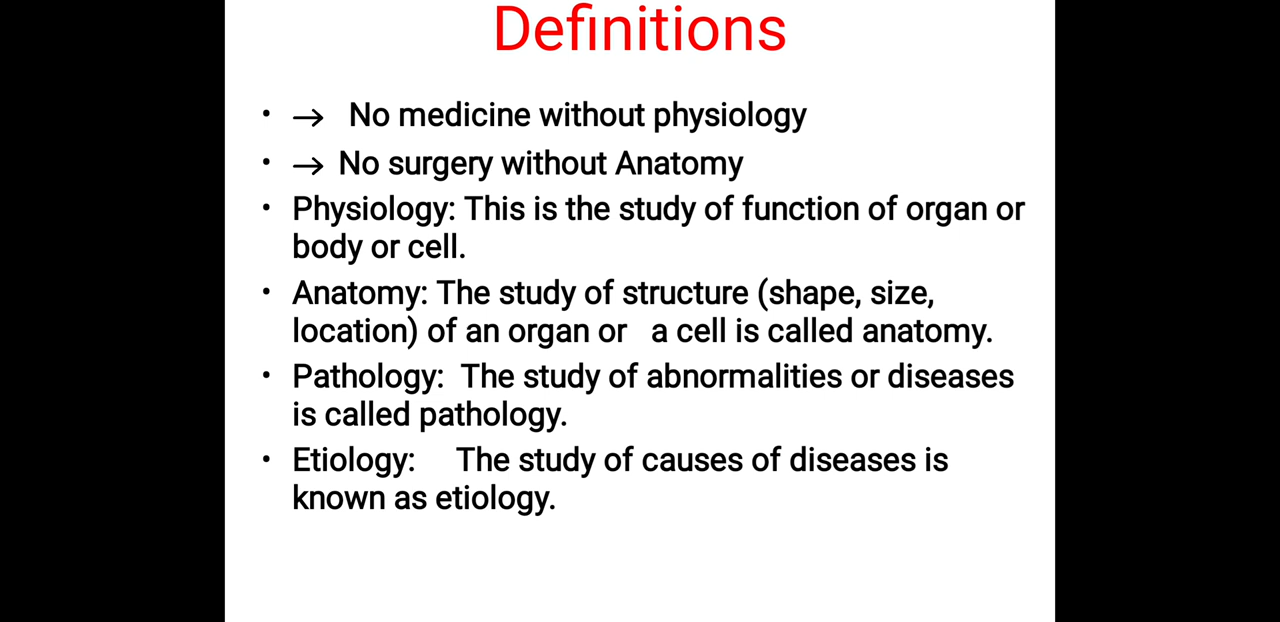 Definitions
• → No medicine without physiology
• → No surgery without Anatomy
• Physiology: This is the study of function of organ or
body or cell.
• Anatomy: The study of structure (shape, size,
location) of an organ or a cell is called anatomy.
• Pathology: The study of abnormalities or diseases
is called pathology.
• Etiology: The study of causes of diseases is
known as etiology.